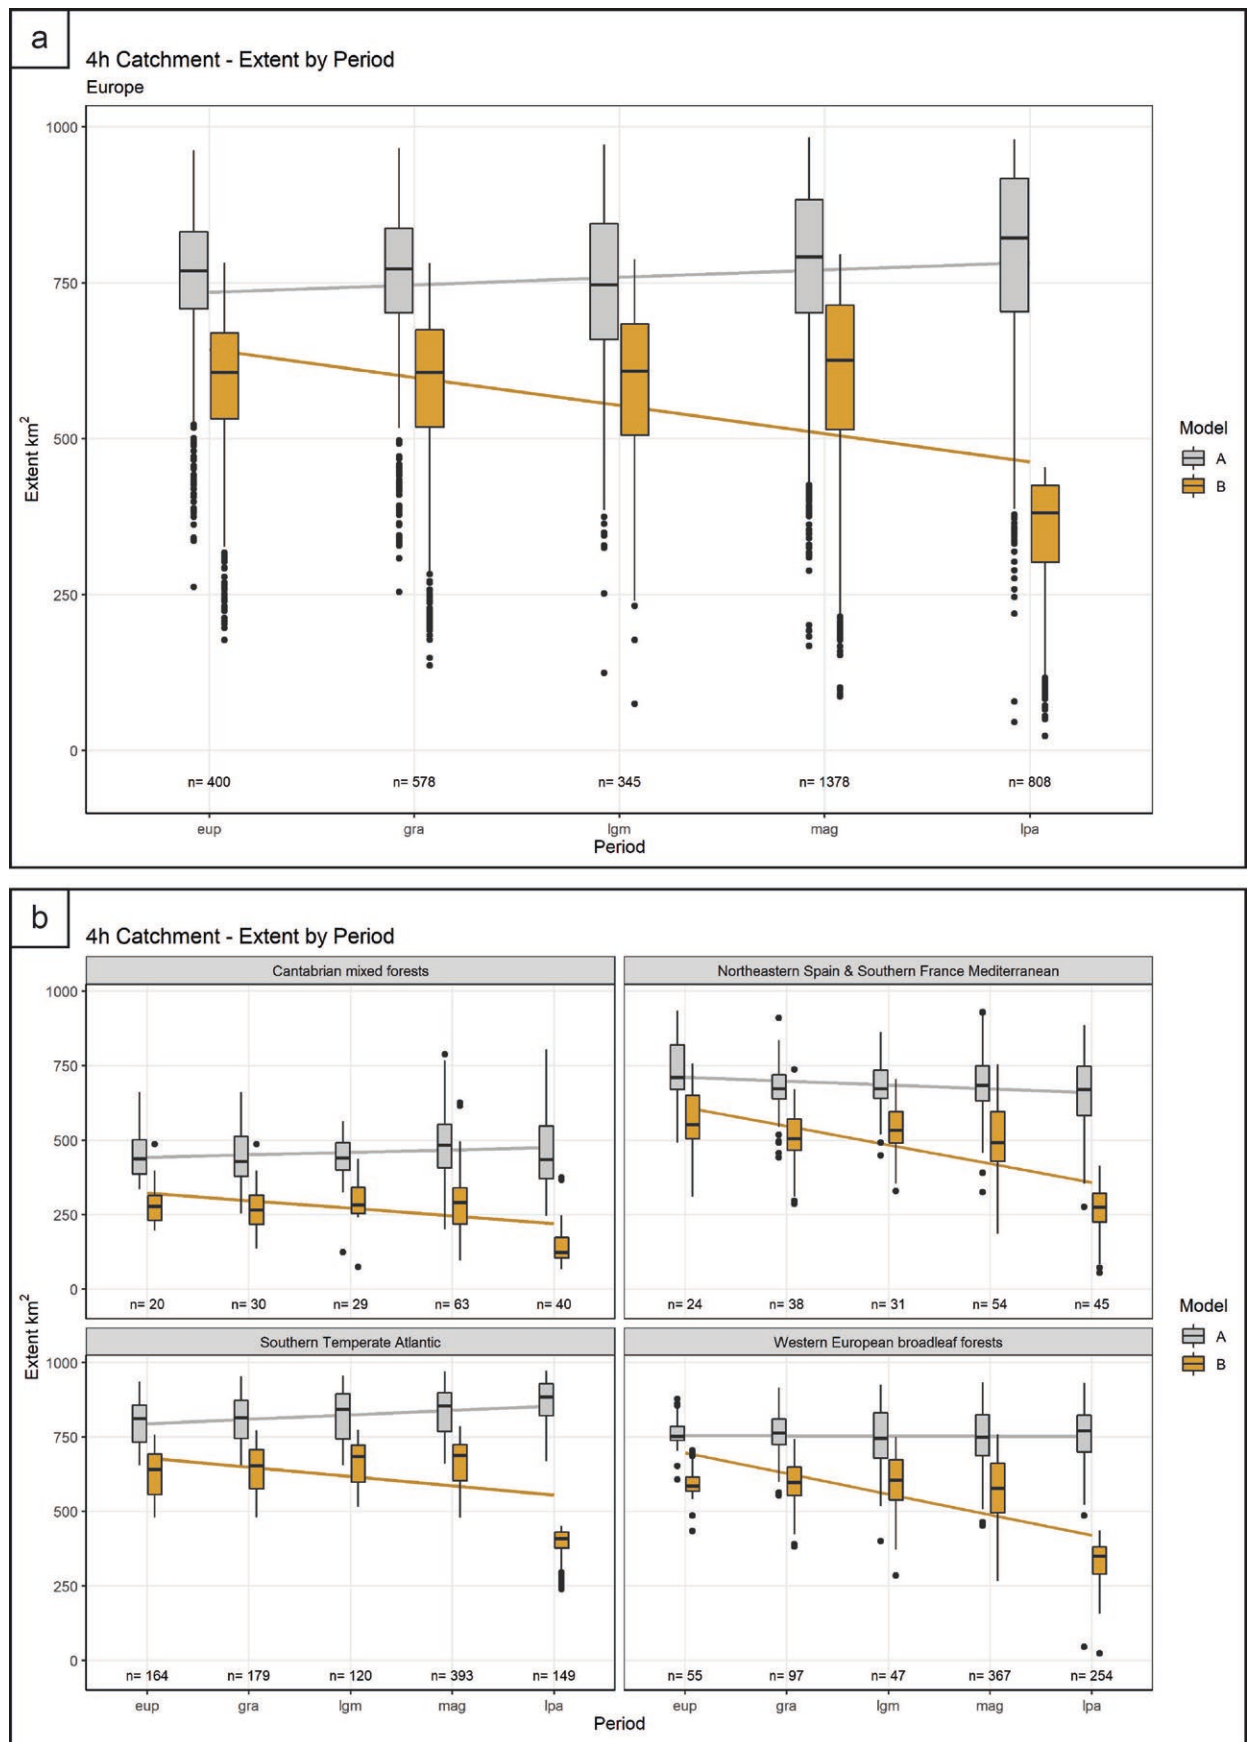 a
4h Catchment - Extent by Period
Europe
1000
750
500
250
0
Extent km²
n= 400 n= 578 n= 345 n= 1378 n= 808
eup gra lgm mag lpa
Period
Model
A
B
b
4h Catchment - Extent by Period
Cantabrian mixed forests
Northeastern Spain & Southern France Mediterranean
1000
750
500
250
0
n= 20 n= 30 n= 29 n= 63 n= 40
n= 24 n= 38 n= 31 n= 54 n= 45
Extent km²
Southern Temperate Atlantic
Western European broadleaf forests
1000
750
500
250
0
n= 164 n= 179 n= 120 n= 393 n= 149
n= 55 n= 97 n= 47 n= 367 n= 254
eup gra lgm mag lpa
eup gra lgm mag lpa
Period
Model
A
B